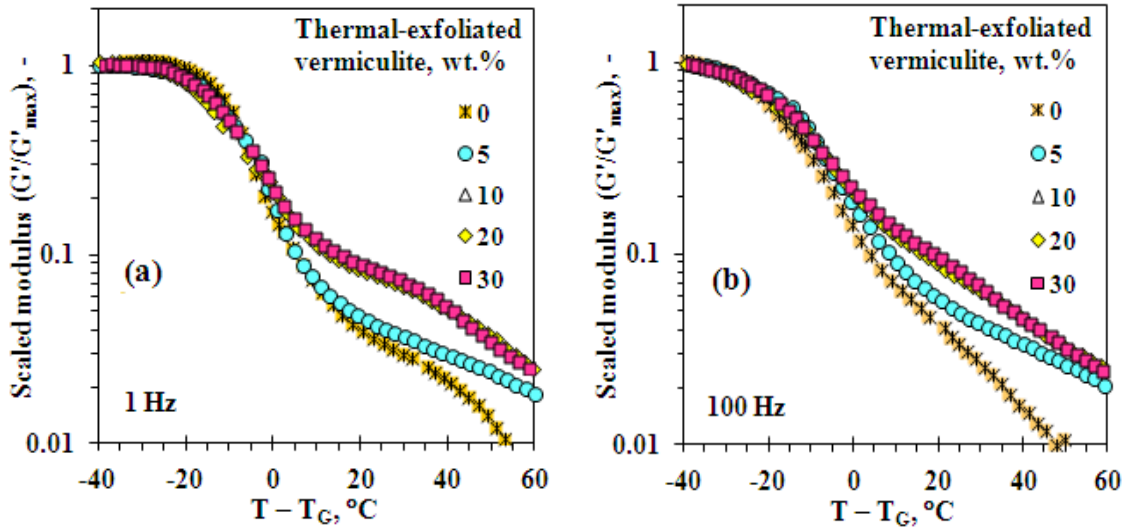 Thermal-exfoliated
vermiculite, wt.%
0
5
10
20
30
1
0.1
0.01
Scaled modulus (G'/G'max), -
(a)
1 Hz
-40 -20 0 20 40 60
T – TG, ºC
Thermal-exfoliated
vermiculite, wt.%
0
5
10
20
30
1
0.1
0.01
Scaled modulus (G'/G'max), -
(b)
100 Hz
-40 -20 0 20 40 60
T – TG, ºC